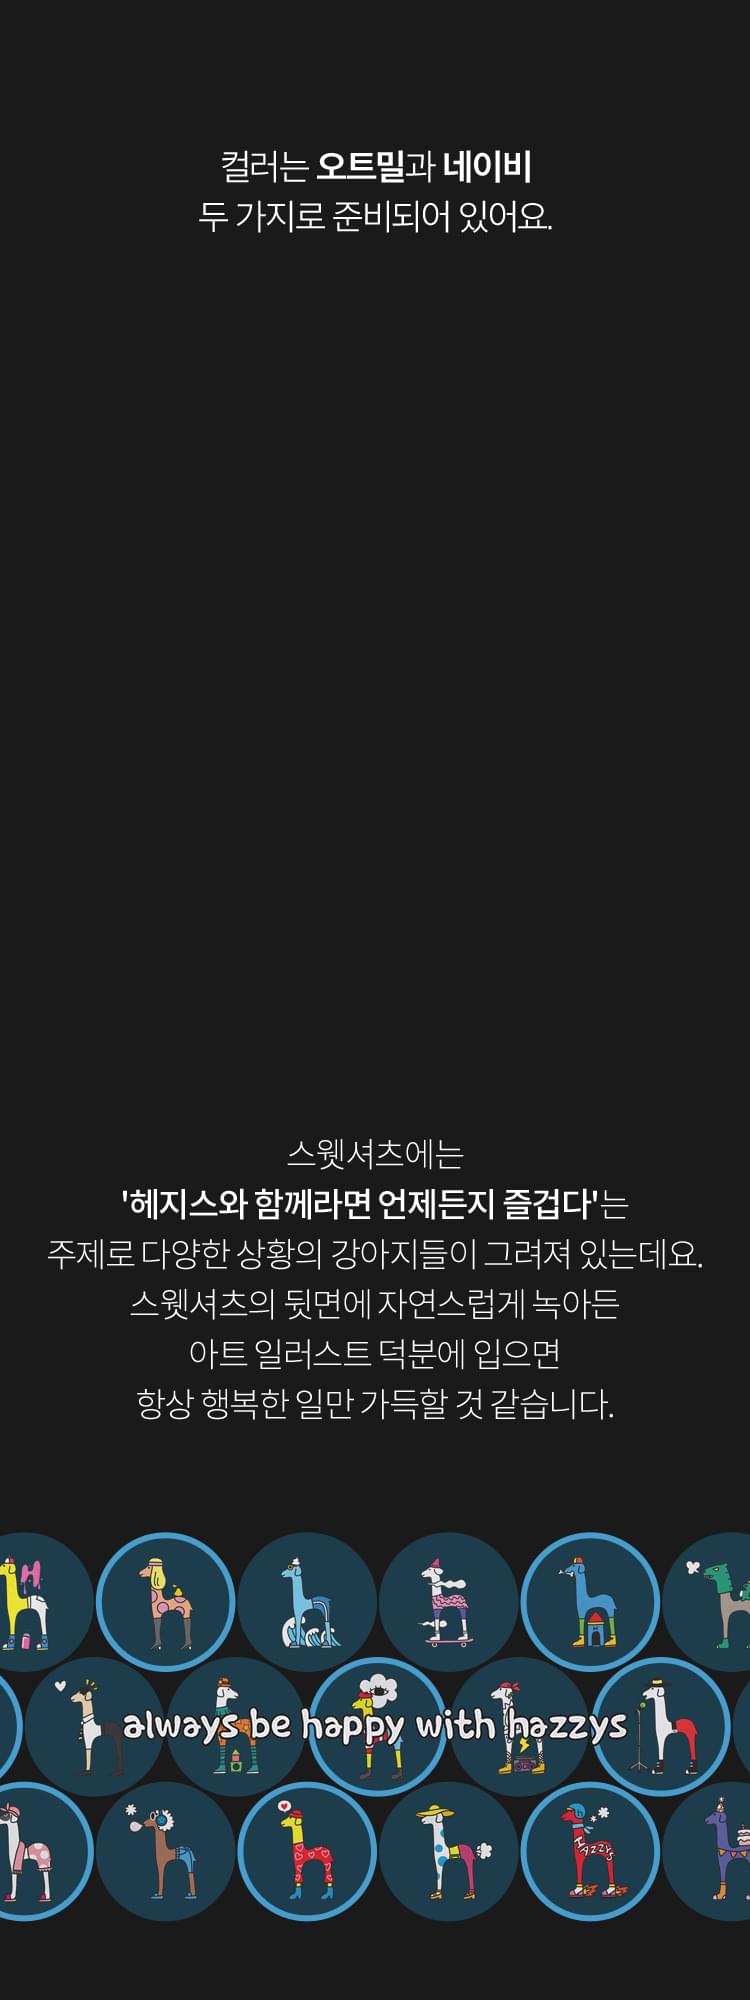 컬러는 오트밀과 네이비
두 가지로 준비되어 있어요.
스웻셔츠에는
'헤지스와 함께라면 언제든지 즐겁다'는
주제로 다양한 상황의 강아지들이 그려져 있는데요.
스웻셔츠의 뒷면에 자연스럽게 녹아든
아트 일러스트 덕분에 입으면
항상 행복한 일만 가득할 것 같습니다.
H
always be happy with hazzys
HAZZYS